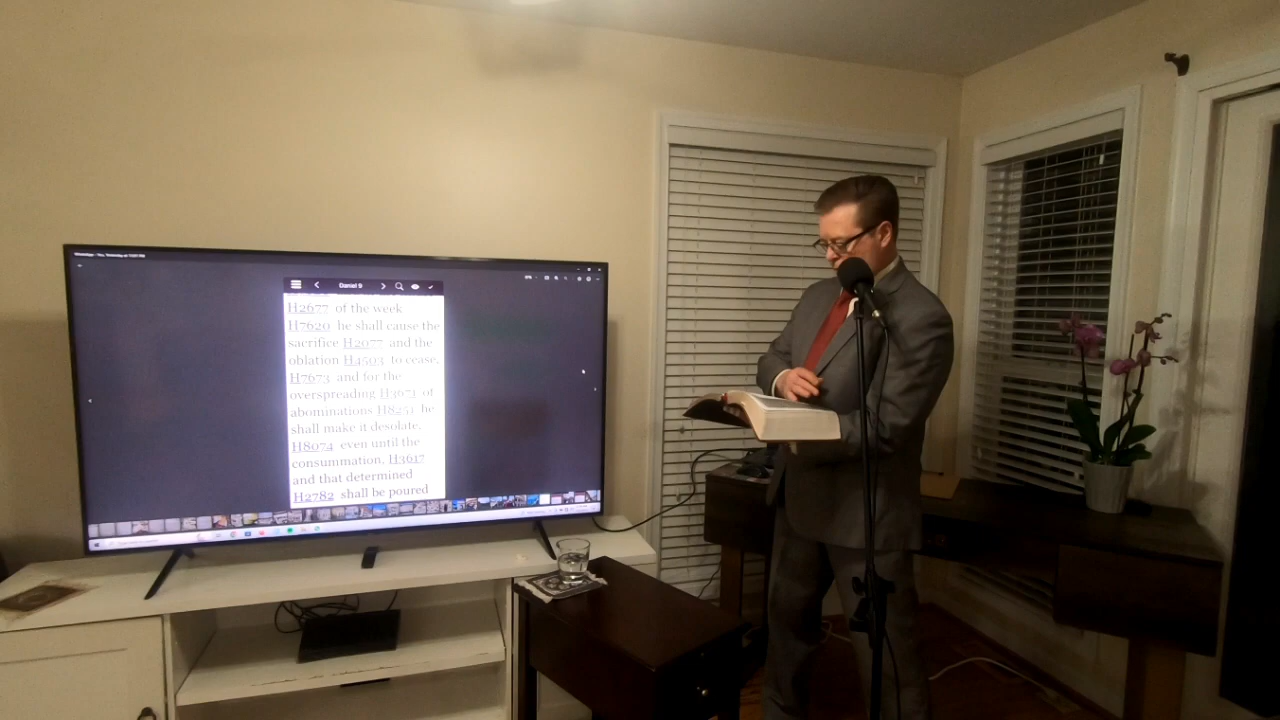 Daniel 9
H2677 of the week
H7620 he shall cause the
sacrifice H2077 and the
oblation H4503 to cease,
H7673 and for the
overspreading H3671 of
abominations H8251 he
shall make it desolate,
H8074 even until the
consummation, H3617
and that determined
H2782 shall be poured